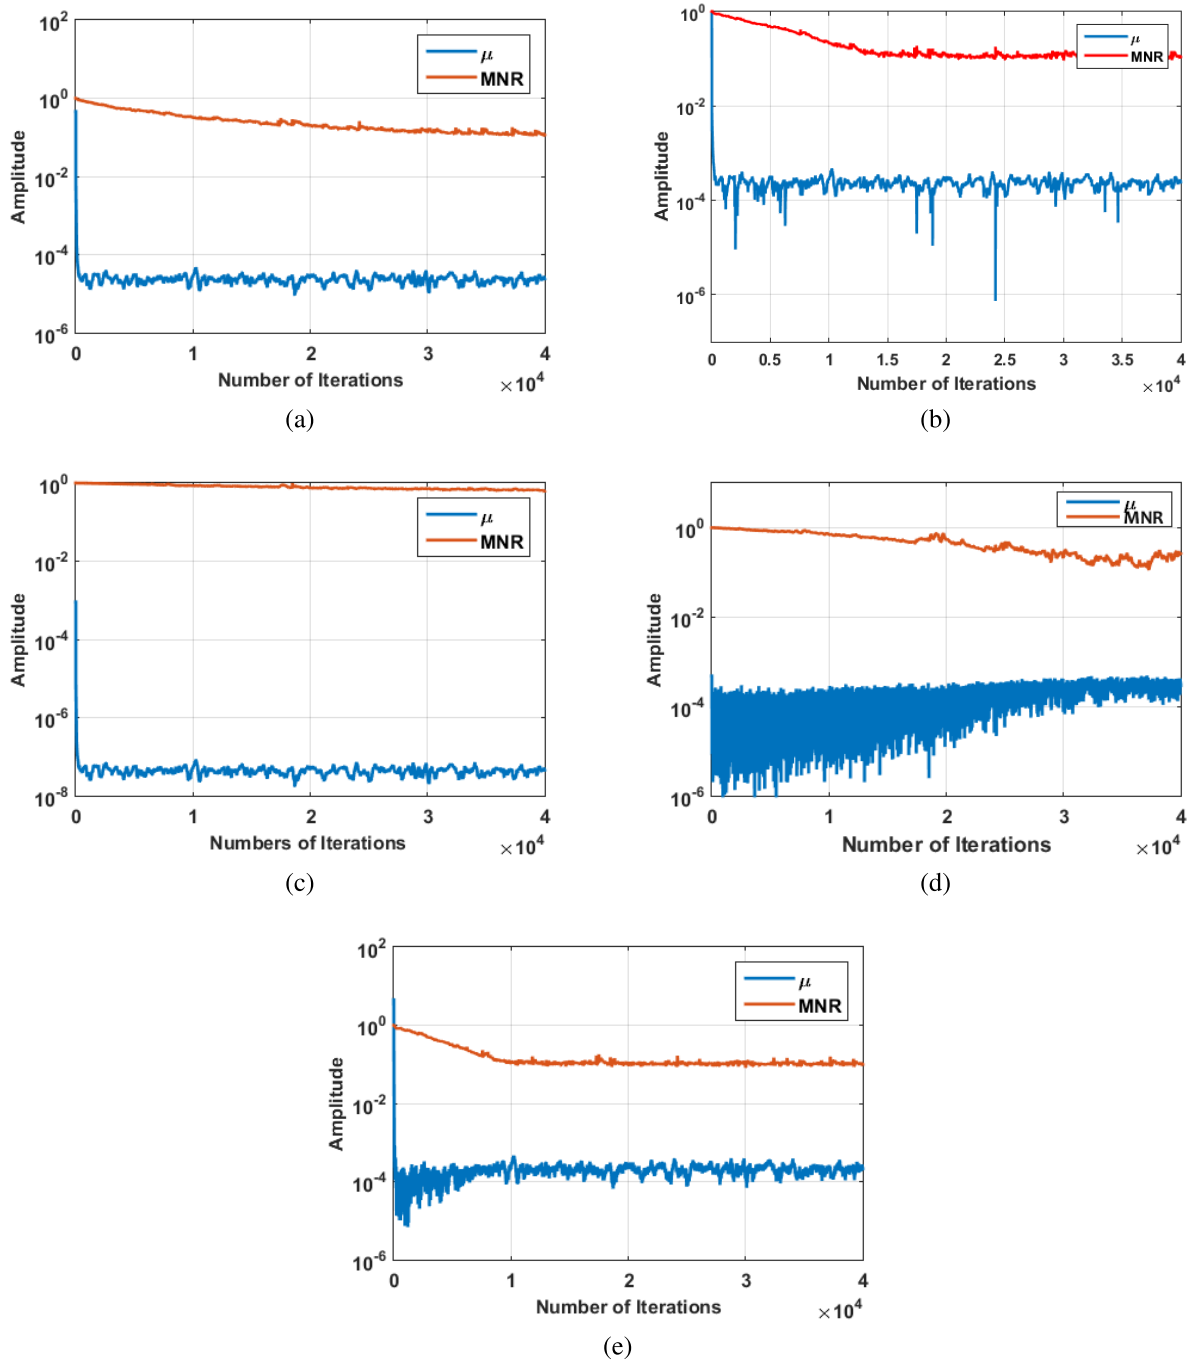 10^2
10^0
10^-2
10^-4
10^-6
Amplitude
μ
MNR
0 1 2 3 4
Number of Iterations
×10^4
(a)
10^0
10^-2
10^-4
10^-6
Amplitude
μ
MNR
0 0.5 1 1.5 2 2.5 3 3.5 4
Number of Iterations
×10^4
(b)
10^0
10^-2
10^-4
10^-6
10^-8
Amplitude
μ
MNR
0 1 2 3 4
Numbers of Iterations
×10^4
(c)
10^0
10^-2
10^-4
10^-6
Amplitude
μ
MNR
0 1 2 3 4
Number of Iterations
×10^4
(d)
10^2
10^0
10^-2
10^-4
10^-6
Amplitude
μ
MNR
0 1 2 3 4
Number of Iterations
×10^4
(e)